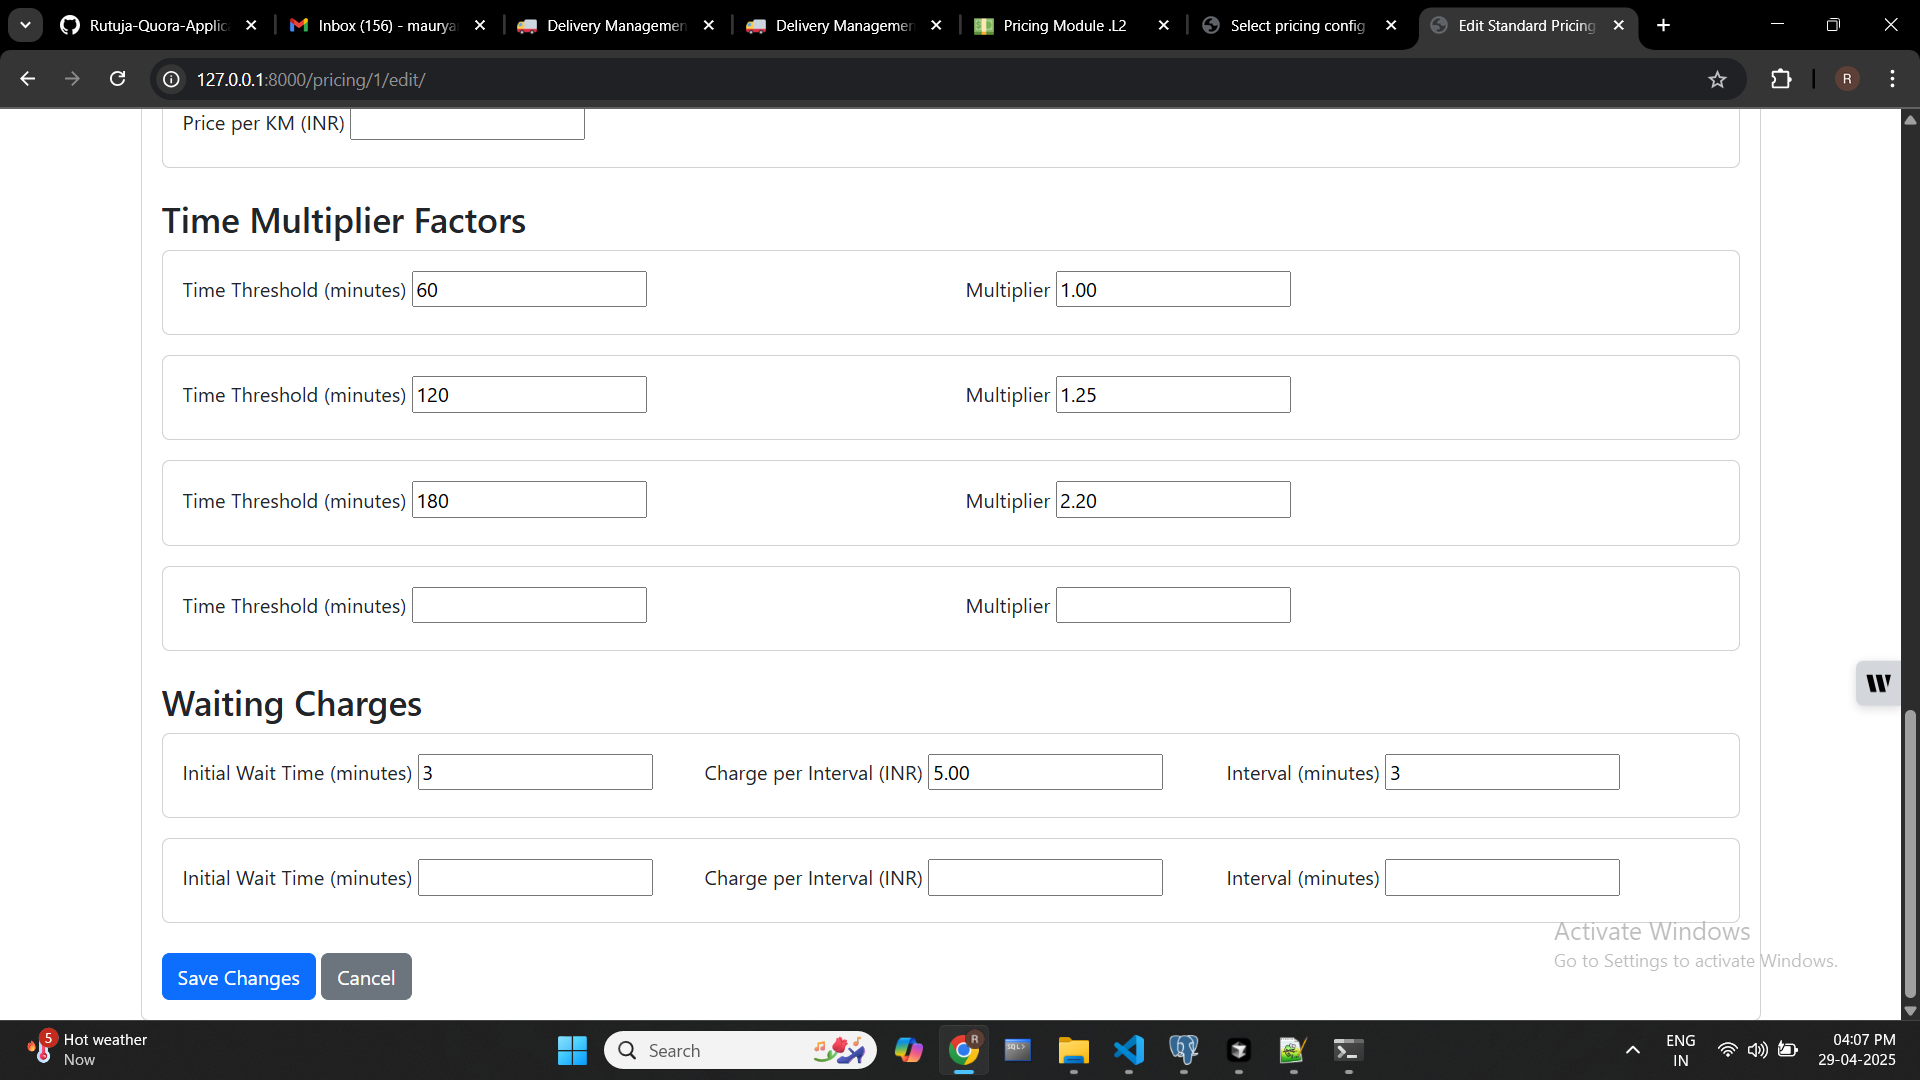 Rutuja-Quora-Applic
Inbox (156) - maurya
Delivery Managemen
Delivery Managemen
Pricing Module .L2
Select pricing config
Edit Standard Pricing
127.0.0.1:8000/pricing/1/edit/
R
Price per KM (INR)
Time Multiplier Factors
Time Threshold (minutes) 60 Multiplier 1.00
Time Threshold (minutes) 120 Multiplier 1.25
Time Threshold (minutes) 180 Multiplier 2.20
Time Threshold (minutes) Multiplier
Waiting Charges
Initial Wait Time (minutes) 3 Charge per Interval (INR) 5.00 Interval (minutes) 3
Initial Wait Time (minutes) Charge per Interval (INR) Interval (minutes)
Save Changes Cancel
Activate Windows
Go to Settings to activate Windows.
W
5
Hot weather
Now
Search
R
SQL>
ENG
IN
04:07 PM
29-04-2025